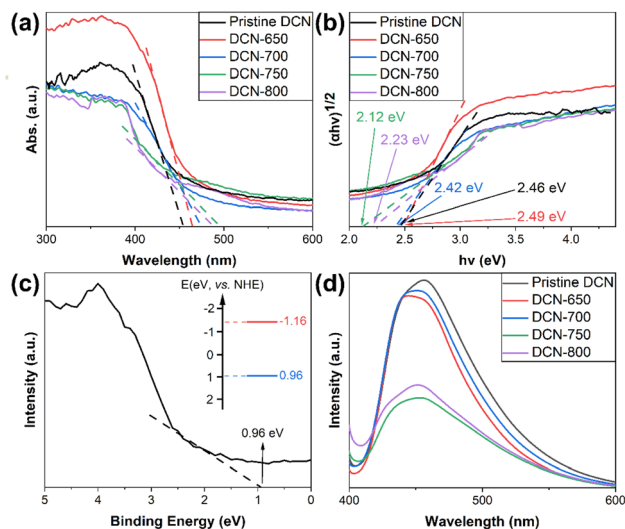 (a)
Pristine DCN
DCN-650
DCN-700
DCN-750
DCN-800
Abs. (a.u.)
300 400 500 600
Wavelength (nm)
(b)
Pristine DCN
DCN-650
DCN-700
DCN-750
DCN-800
(αhν)1/2
2.12 eV
2.23 eV
2.42 eV
2.46 eV
2.49 eV
2.0 2.5 3.0 3.5 4.0
hν (eV)
(c)
E(eV, vs. NHE)
-2
-1
0
1
2
-1.16
0.96
0.96 eV
Intensity (a.u.)
5 4 3 2 1 0
Binding Energy (eV)
(d)
Pristine DCN
DCN-650
DCN-700
DCN-750
DCN-800
Intensity (a.u.)
400 500 600
Wavelength (nm)